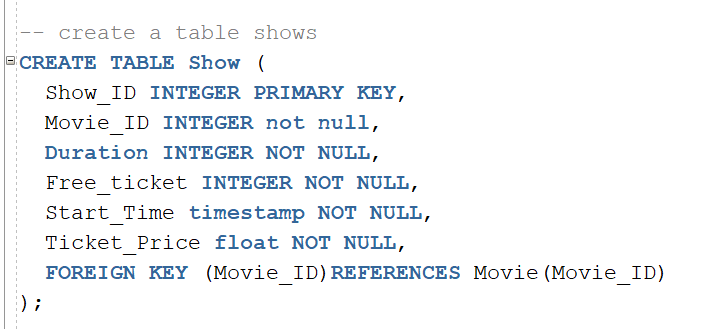 -- create a table shows
CREATE TABLE Show (
Show_ID INTEGER PRIMARY KEY,
Movie_ID INTEGER not null,
Duration INTEGER NOT NULL,
Free_ticket INTEGER NOT NULL,
Start_Time timestamp NOT NULL,
Ticket_Price float NOT NULL,
FOREIGN KEY (Movie_ID)REFERENCES Movie(Movie_ID)
);